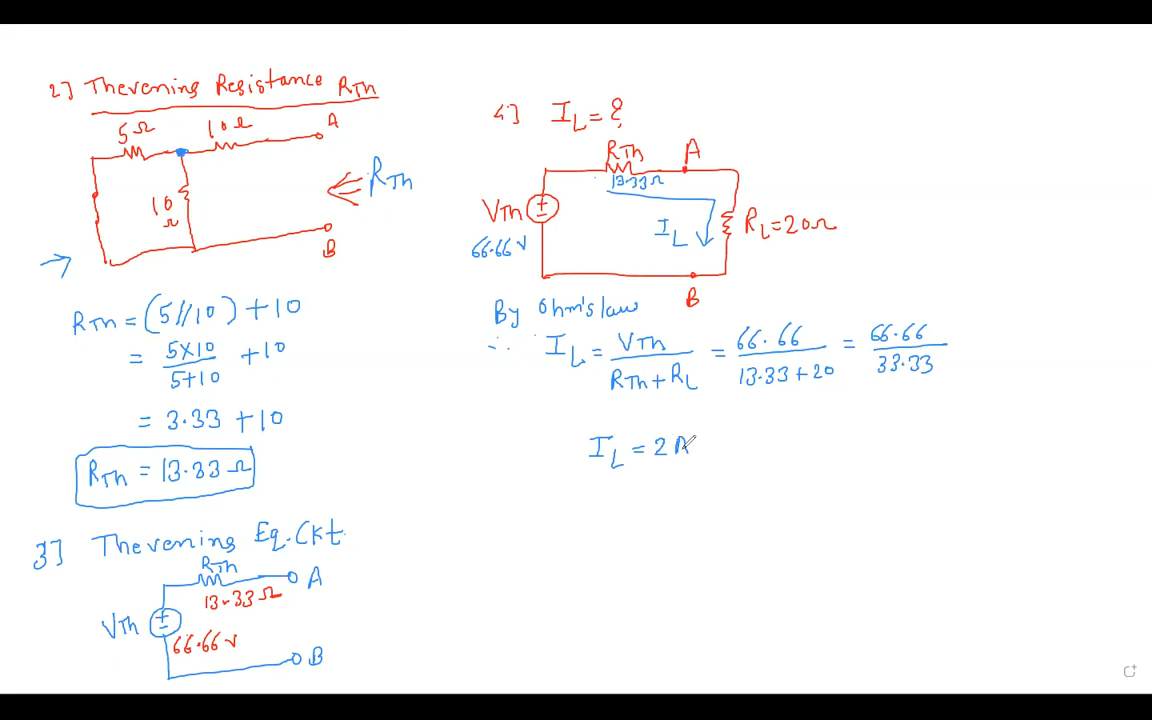 2] Thevening Resistance RTh
5Ω 10Ω A
10
Ω
RTh
B
RTh = (5//10) + 10
= 5×10/5+10 + 10
= 3.33 + 10
RTh = 13.33 Ω
3] Thevening Eq. Ckt.
RTh
A
13.33 Ω
VTh
66.66 V
B
4] IL = ?
RTh A
13.33 Ω
VTh
66.66 V
IL
RL = 20Ω
B
By Ohm's law
∴ IL = VTh/RTh + RL = 66.66/13.33 + 20 = 66.66/33.33
IL = 2 A